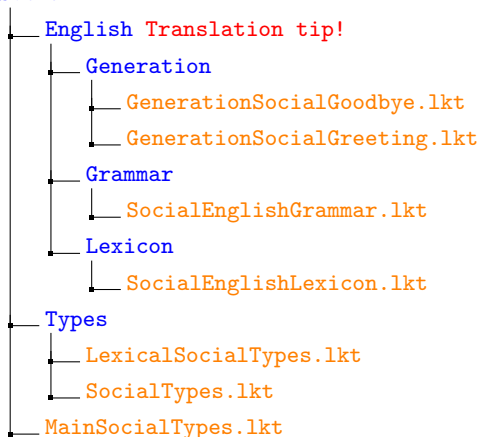 English Translation tip!
Generation
GenerationSocialGoodbye.lkt
GenerationSocialGreeting.lkt
Grammar
SocialEnglishGrammar.lkt
Lexicon
SocialEnglishLexicon.lkt
Types
LexicalSocialTypes.lkt
SocialTypes.lkt
MainSocialTypes.lkt